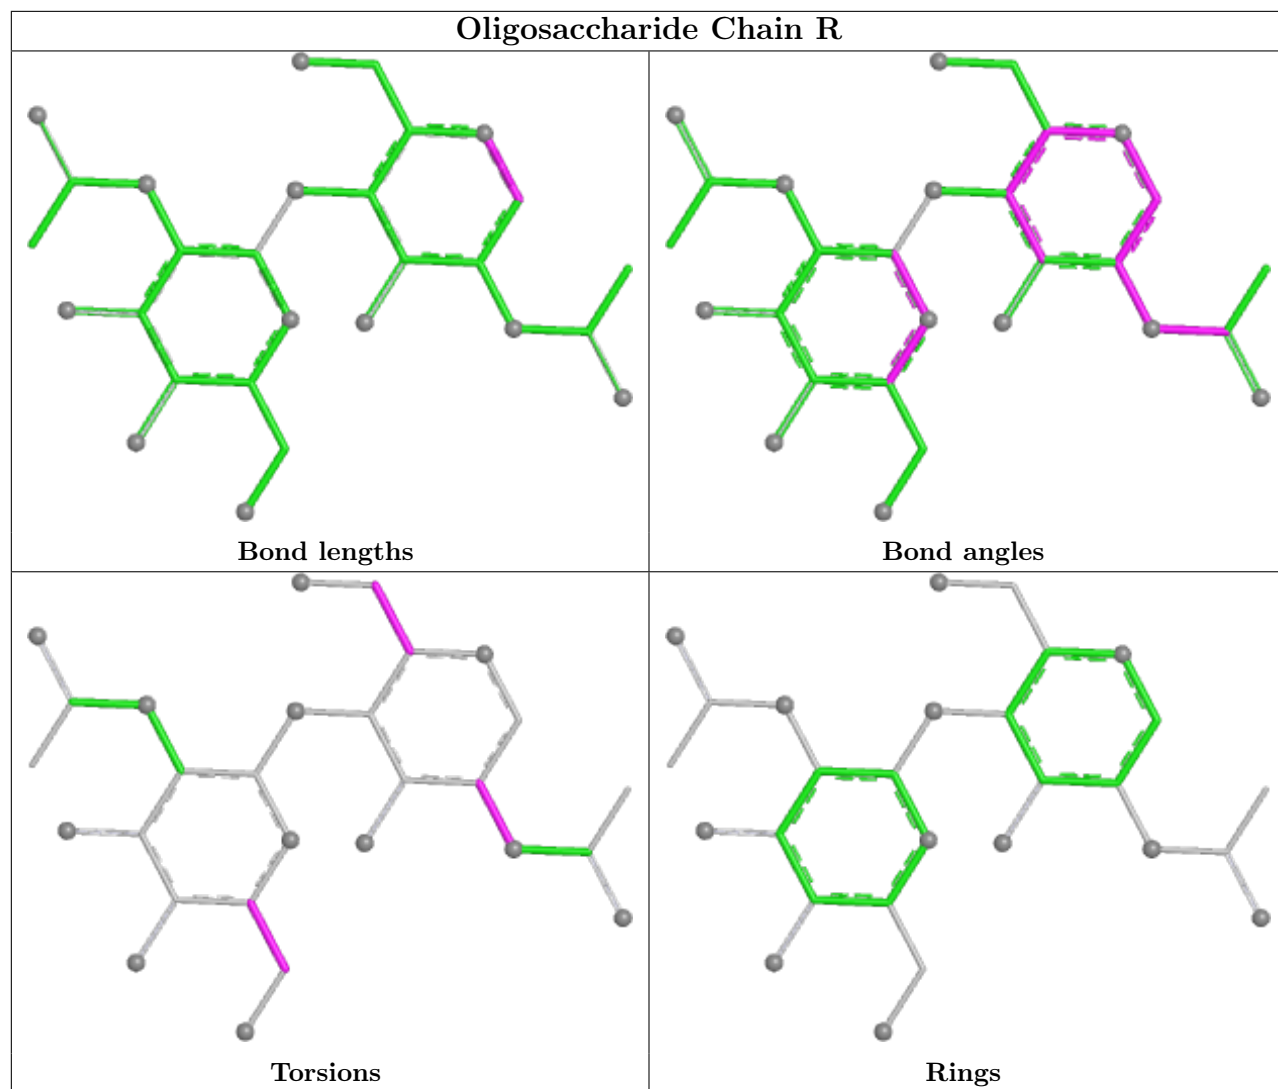 Oligosaccharide Chain R
Bond lengths
Bond angles
Torsions
Rings